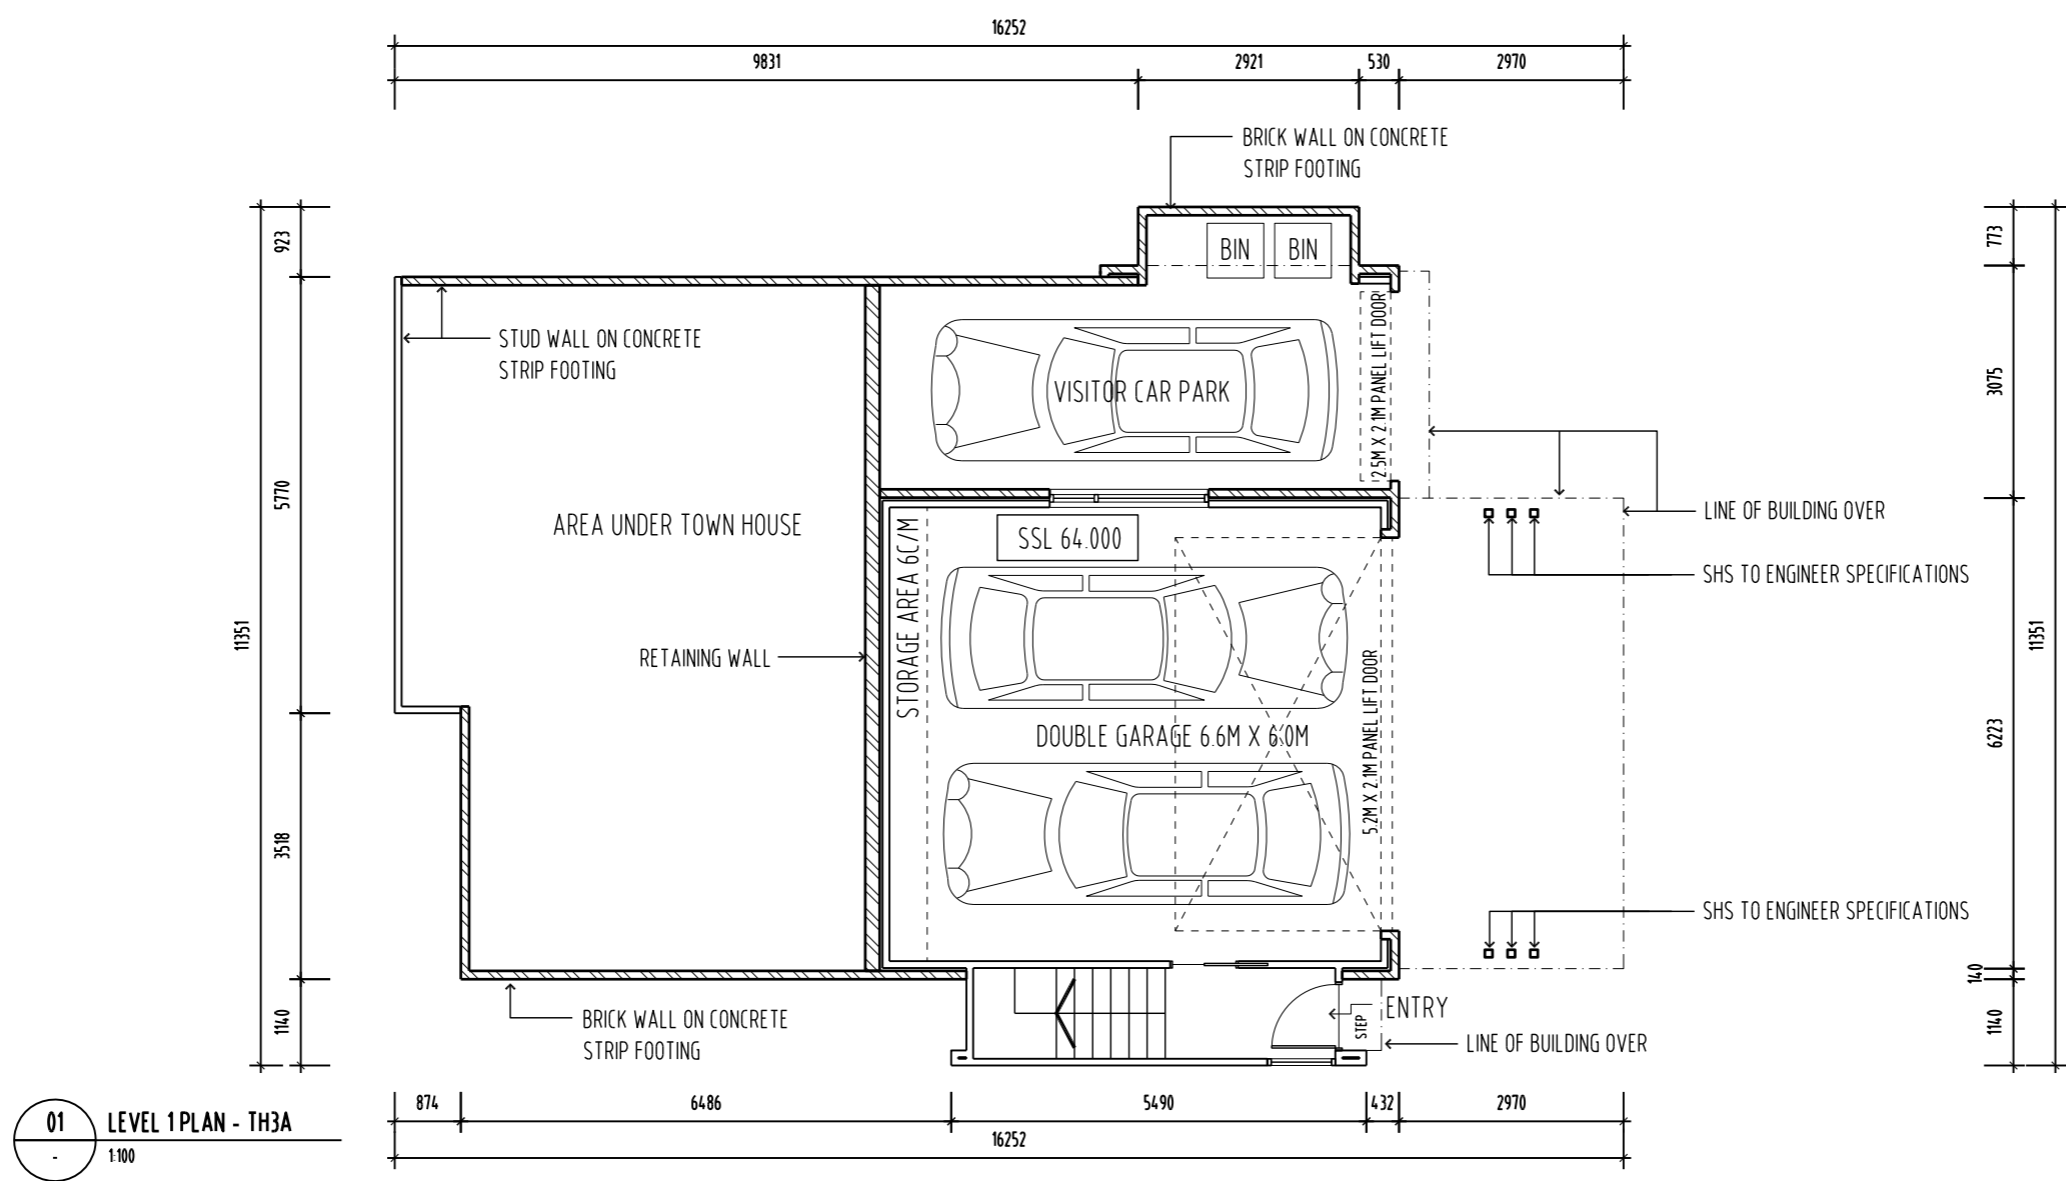 16252
9831
2921
530
2970
BRICK WALL ON CONCRETE
STRIP FOOTING
923
773
BIN
BIN
STUD WALL ON CONCRETE
STRIP FOOTING
VISITOR CAR PARK
2.5M X 2.1M PANEL LIFT DOOR
3075
5770
AREA UNDER TOWN HOUSE
LINE OF BUILDING OVER
SSL 64.000
STORAGE AREA 6C/M
SHS TO ENGINEER SPECIFICATIONS
11351
11351
RETAINING WALL
DOUBLE GARAGE 6.6M X 6.0M
5.2M X 2.1M PANEL LIFT DOOR
6223
3518
SHS TO ENGINEER SPECIFICATIONS
140
1140
1140
BRICK WALL ON CONCRETE
STRIP FOOTING
ENTRY
STEP
LINE OF BUILDING OVER
874
6486
5490
432
2970
16252
01
-
LEVEL 1 PLAN - TH3A
1:100